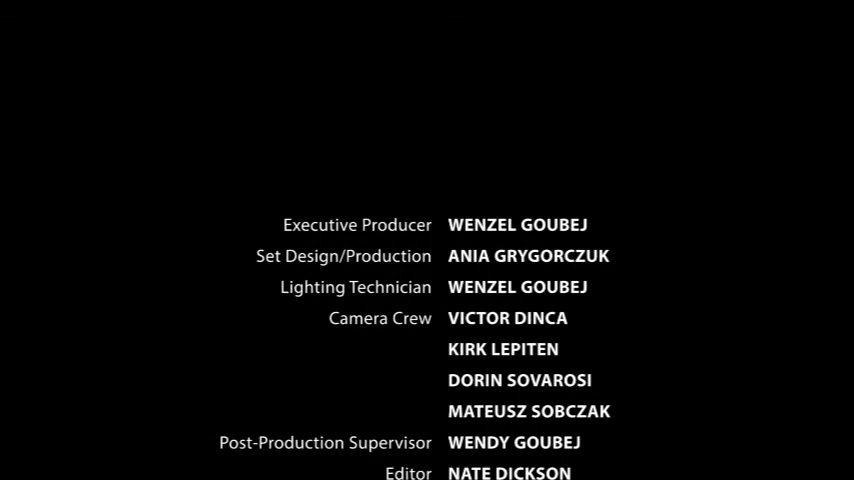 Executive Producer WENZEL GOUBEJ
Set Design/Production ANIA GRYGORCZUK
Lighting Technician WENZEL GOUBEJ
Camera Crew VICTOR DINCA
KIRK LEPITEN
DORIN SOVAROSI
MATEUSZ SOBCZAK
Post-Production Supervisor WENDY GOUBEJ
Editor NATE DICKSON